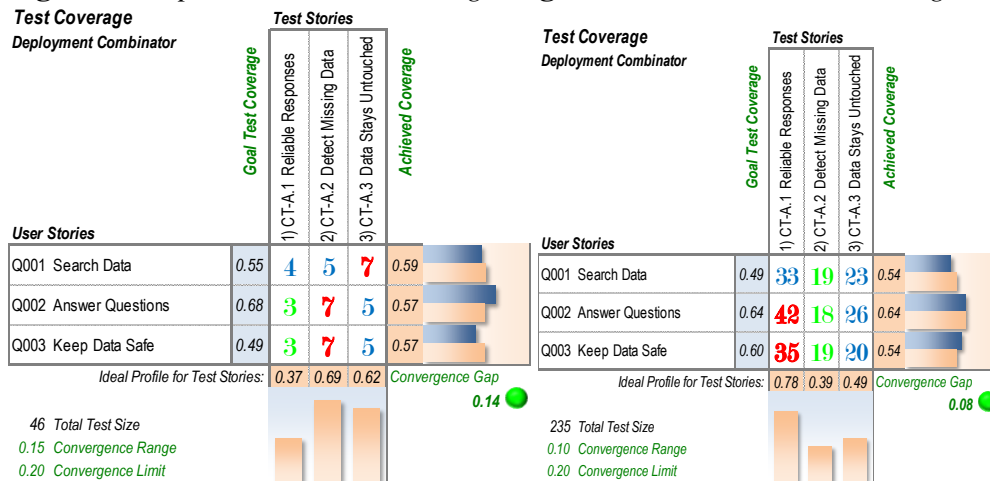 Test Coverage
Deployment Combinator
Test Stories
Goal Test Coverage
1) CT-A.1 Reliable Responses
2) CT-A.2 Detect Missing Data
3) CT-A.3 Data Stays Untouched
Achieved Coverage
User Stories
Q001 Search Data 0.55 4 5 7 0.59
Q002 Answer Questions 0.68 3 7 5 0.57
Q003 Keep Data Safe 0.49 3 7 5 0.57
Ideal Profile for Test Stories: 0.37 0.69 0.62 Convergence Gap
0.14
46 Total Test Size
0.15 Convergence Range
0.20 Convergence Limit
Test Coverage
Deployment Combinator
Test Stories
Goal Test Coverage
1) CT-A.1 Reliable Responses
2) CT-A.2 Detect Missing Data
3) CT-A.3 Data Stays Untouched
Achieved Coverage
User Stories
Q001 Search Data 0.49 33 19 23 0.54
Q002 Answer Questions 0.64 42 18 26 0.64
Q003 Keep Data Safe 0.60 35 19 20 0.54
Ideal Profile for Test Stories: 0.78 0.39 0.49 Convergence Gap
0.08
235 Total Test Size
0.10 Convergence Range
0.20 Convergence Limit